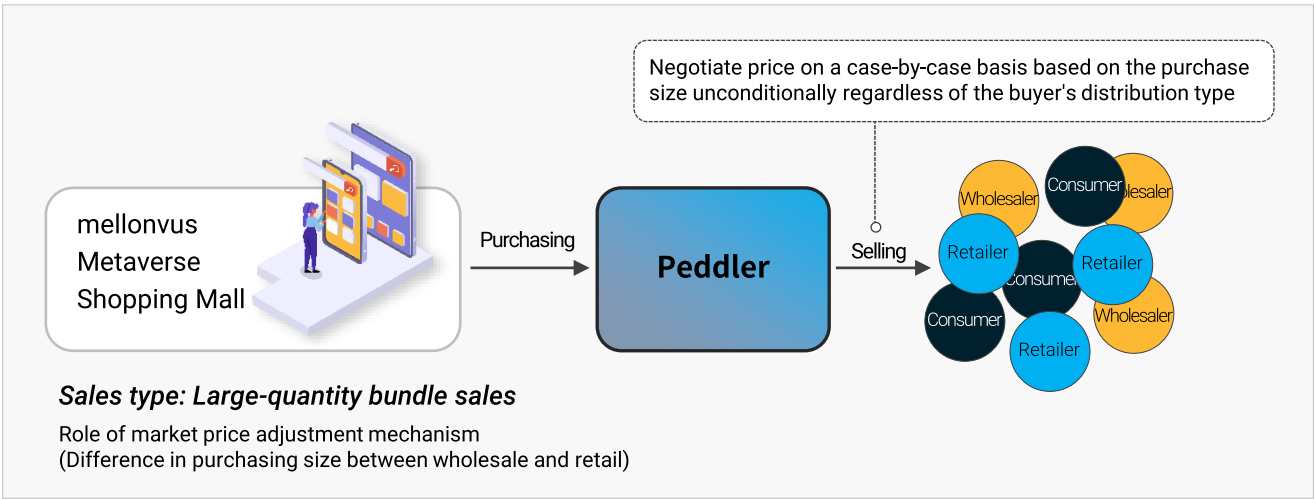 Negotiate price on a case-by-case basis based on the purchase
size unconditionally regardless of the buyer's distribution type
mellonvus
Metaverse
Shopping Mall
Purchasing
Peddler
Selling
Wholesaler
Consumer
olesaler
Retailer
Retailer
Consumer
Consumer
Wholesaler
Retailer
Sales type: Large-quantity bundle sales
Role of market price adjustment mechanism
(Difference in purchasing size between wholesale and retail)